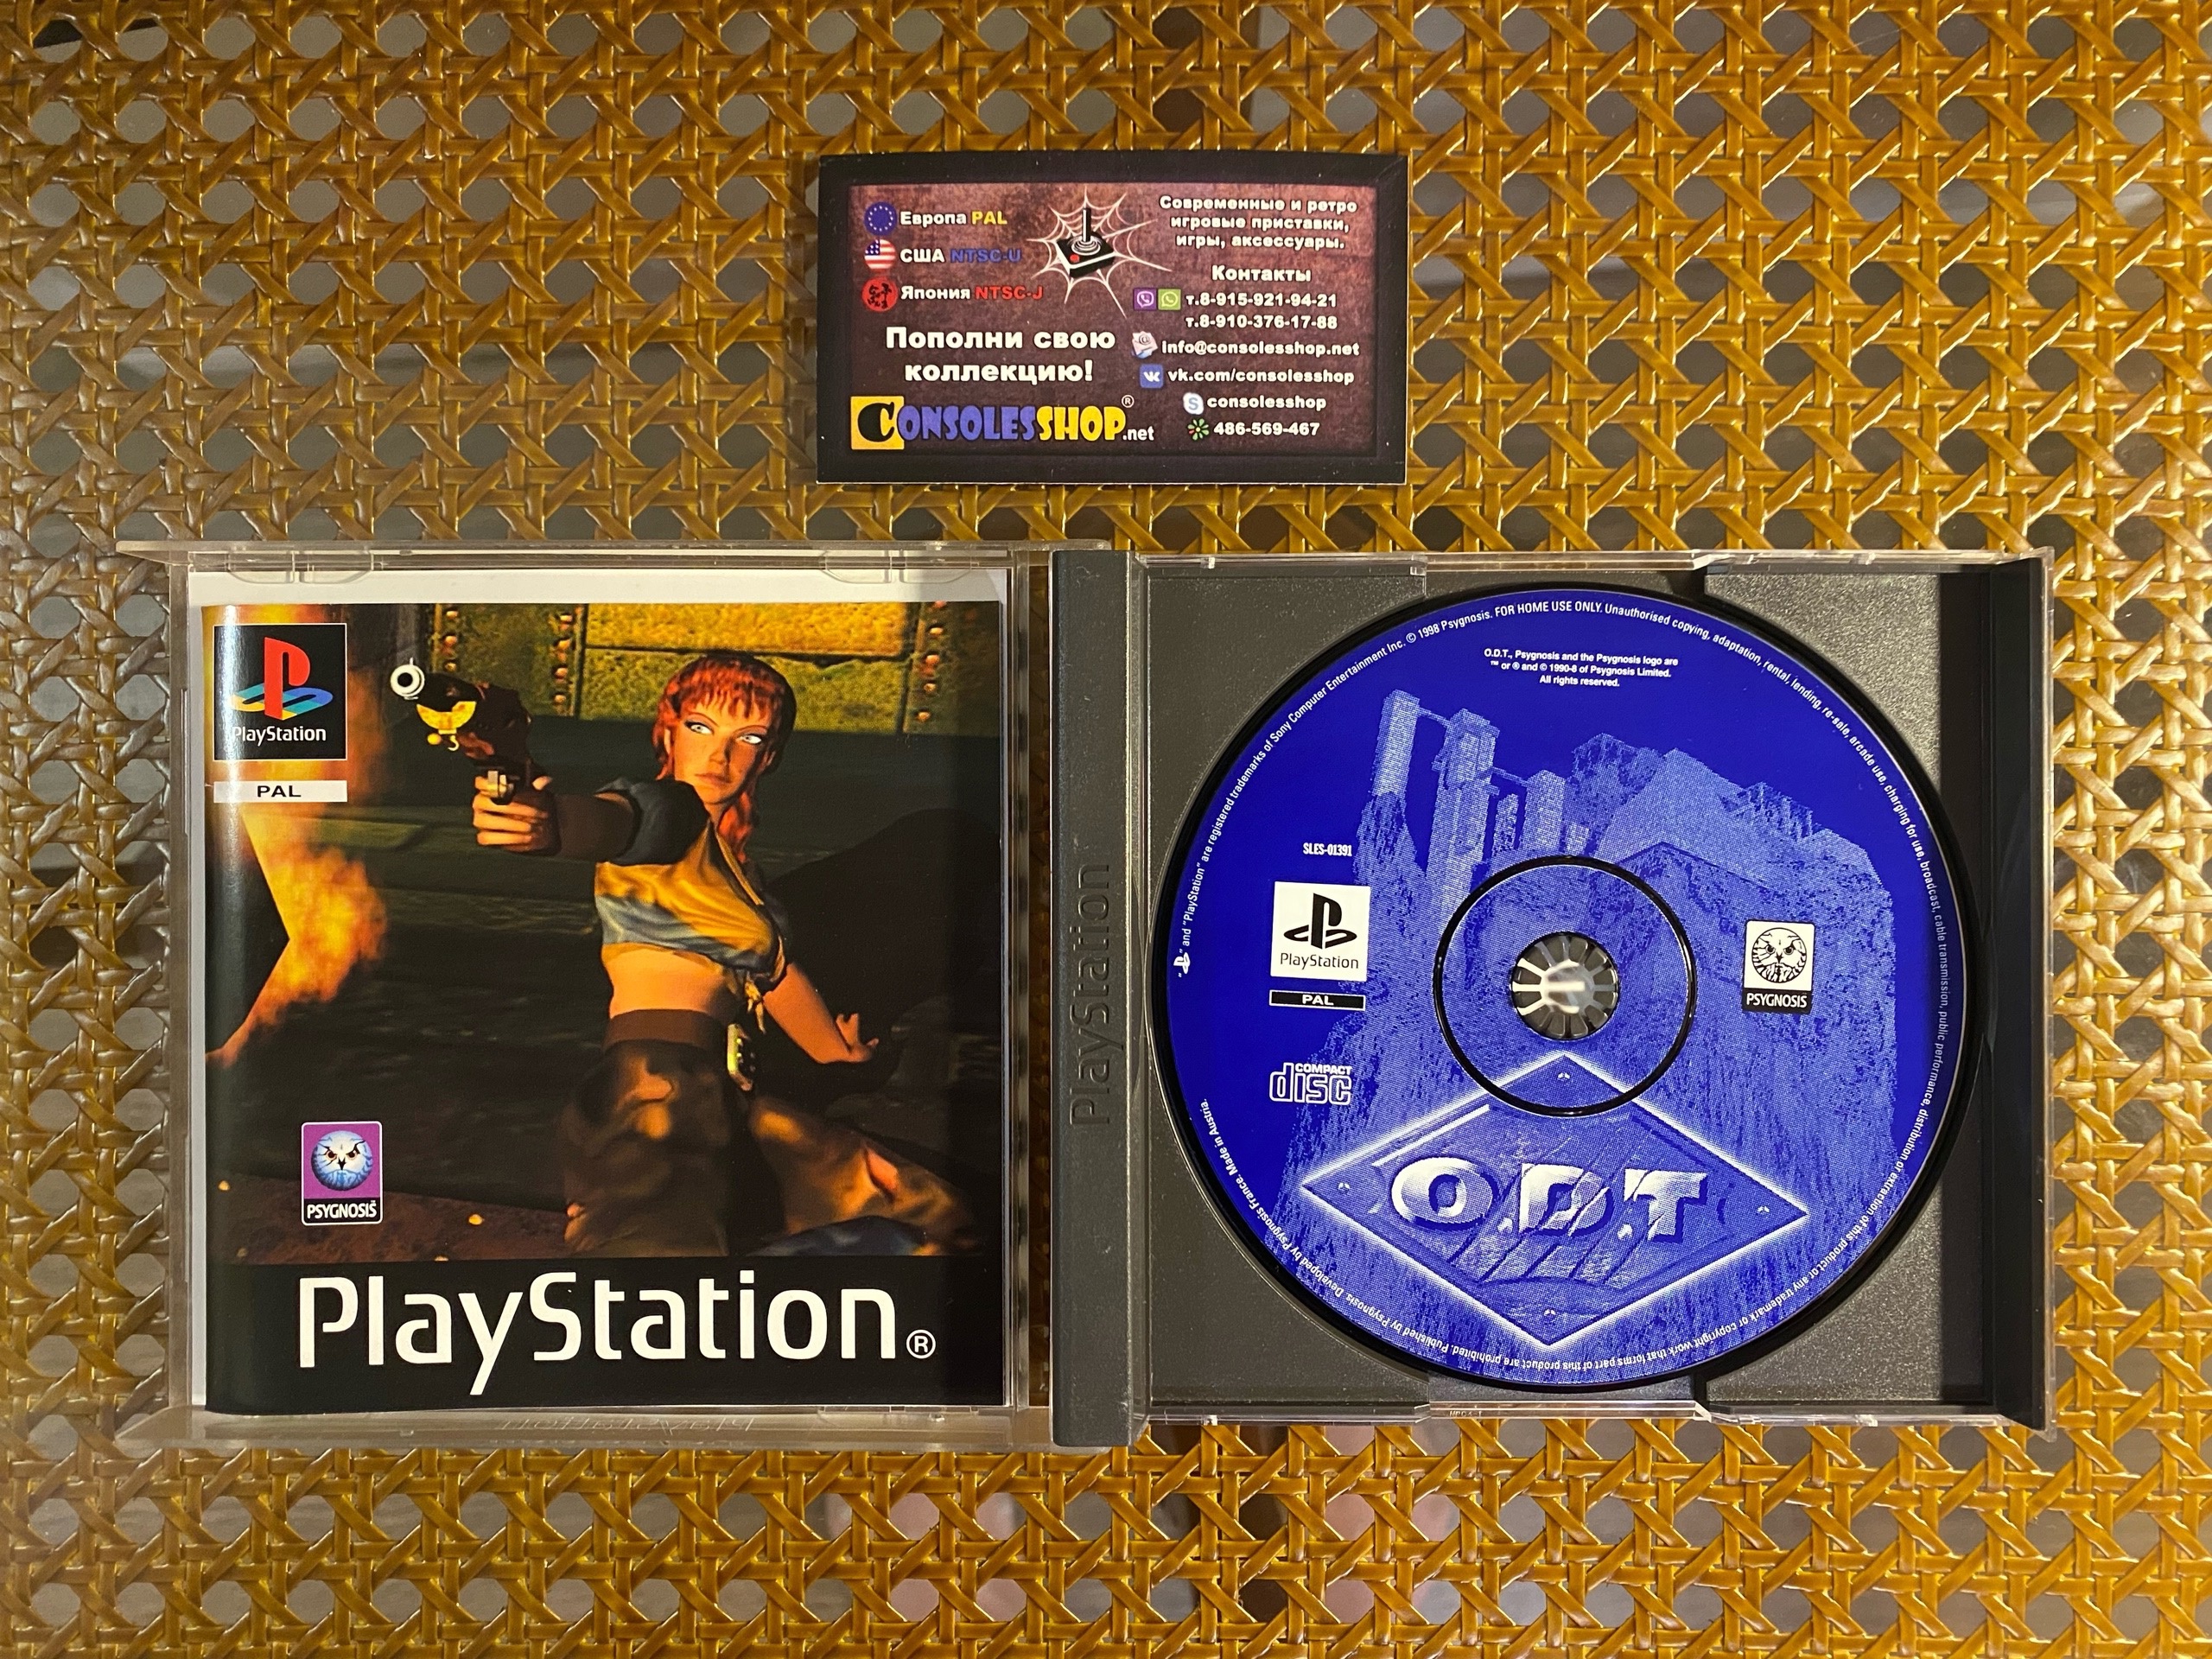 Европа PAL
США NTSC-U
Япония NTSC-J
Пополни свою
коллекцию!
CONSOLESSHOP.net
®
Современные и ретро
игровые приставки,
игры, аксессуары.
Контакты
т.8-915-921-94-21
т.8-910-376-17-88
info@consolesshop.net
vk.com/consolesshop
consolesshop
486-569-467
PlayStation
PAL
PSYGNOSIS
PlayStation®
PlayStation
"PlayStation" are registered trademarks of Sony Computer Entertainment Inc. © 1998 Psygnosis. FOR HOME USE ONLY. Unauthorised copying, adaptation, rental, lending, re-sale, arcade use, charging for use, broadcast, cable transmission, public performance, distribution or extraction of this product or any trademark or copyright work that forms part of this product are prohibited. Published by Psygnosis. Developed by Psygnosis France. Made in Austria.
O.D.T., Psygnosis and the Psygnosis logo are
™ or ® and © 1990-8 of Psygnosis Limited.
All rights reserved.
SLES-01391
PlayStation
PAL
PSYGNOSIS
COMPACT
disc
O.D.T